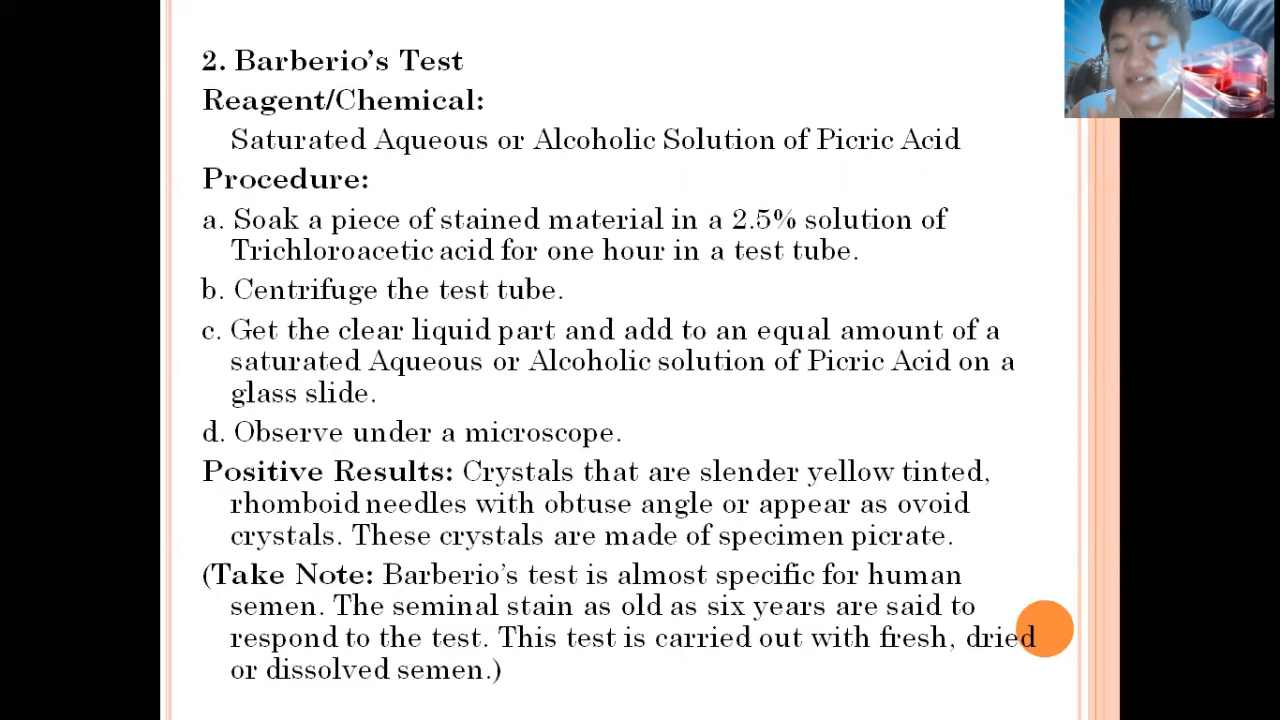 2. Barberio's Test
Reagent/Chemical:
Saturated Aqueous or Alcoholic Solution of Picric Acid
Procedure:
a. Soak a piece of stained material in a 2.5% solution of
Trichloroacetic acid for one hour in a test tube.
b. Centrifuge the test tube.
c. Get the clear liquid part and add to an equal amount of a
saturated Aqueous or Alcoholic solution of Picric Acid on a
glass slide.
d. Observe under a microscope.
Positive Results: Crystals that are slender yellow tinted,
rhomboid needles with obtuse angle or appear as ovoid
crystals. These crystals are made of specimen picrate.
(Take Note: Barberio's test is almost specific for human
semen. The seminal stain as old as six years are said to
respond to the test. This test is carried out with fresh, dried
or dissolved semen.)